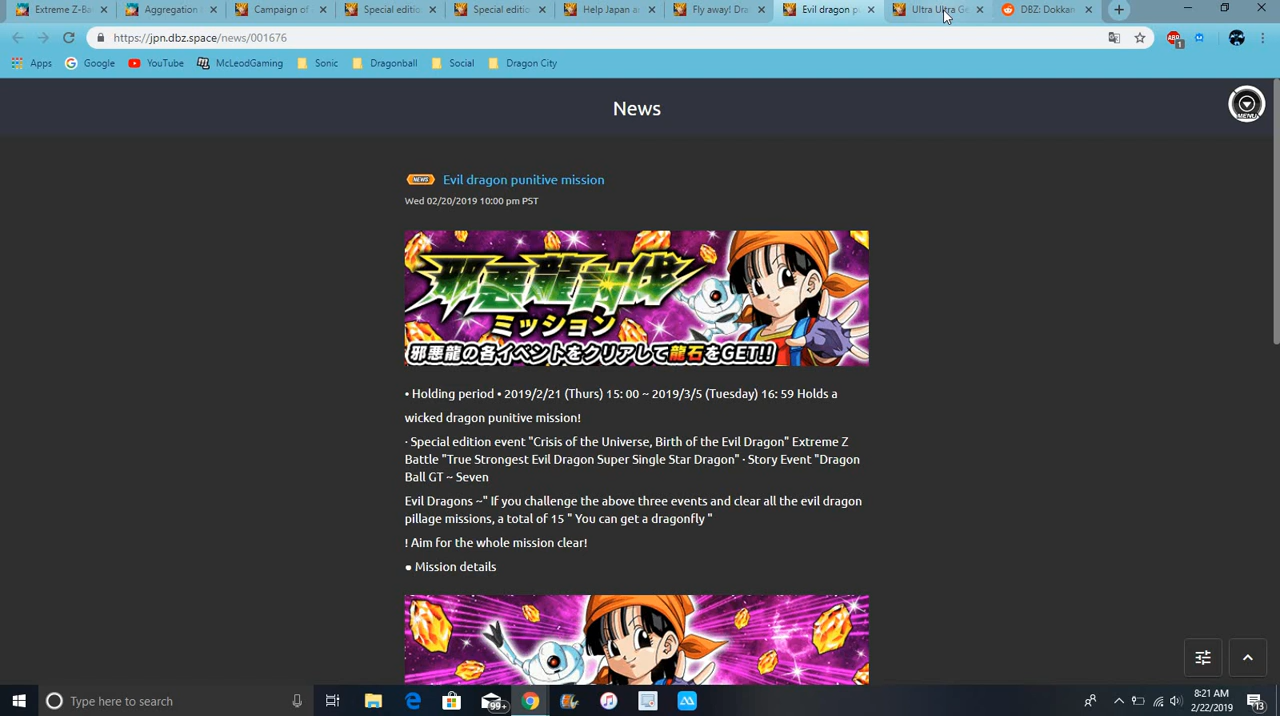 Extreme Z-Ba
Aggregation
Campaign of
Special editio
Special edition
Help Japan a
Fly away! Dra
Evil dragon p
Ultra Ultra Ge
DBZ: Dokkan
https://jpn.dbz.space/news/001676
ABP
1
Apps
Google
YouTube
McLeodGaming
Sonic
Dragonball
Social
Dragon City
News
MENU
NEWS
Evil dragon punitive mission
Wed 02/20/2019 10:00 pm PST
邪悪龍討伐
ミッション
邪悪龍の各イベントをクリアして龍石をGET!!
• Holding period • 2019/2/21 (Thurs) 15: 00 ~ 2019/3/5 (Tuesday) 16: 59 Holds a
wicked dragon punitive mission!
· Special edition event "Crisis of the Universe, Birth of the Evil Dragon" Extreme Z
Battle "True Strongest Evil Dragon Super Single Star Dragon" · Story Event "Dragon
Ball GT ~ Seven
Evil Dragons ~" If you challenge the above three events and clear all the evil dragon
pillage missions, a total of 15 " You can get a dragonfly "
! Aim for the whole mission clear!
● Mission details
Type here to search
99+
8:21 AM
2/22/2019
13